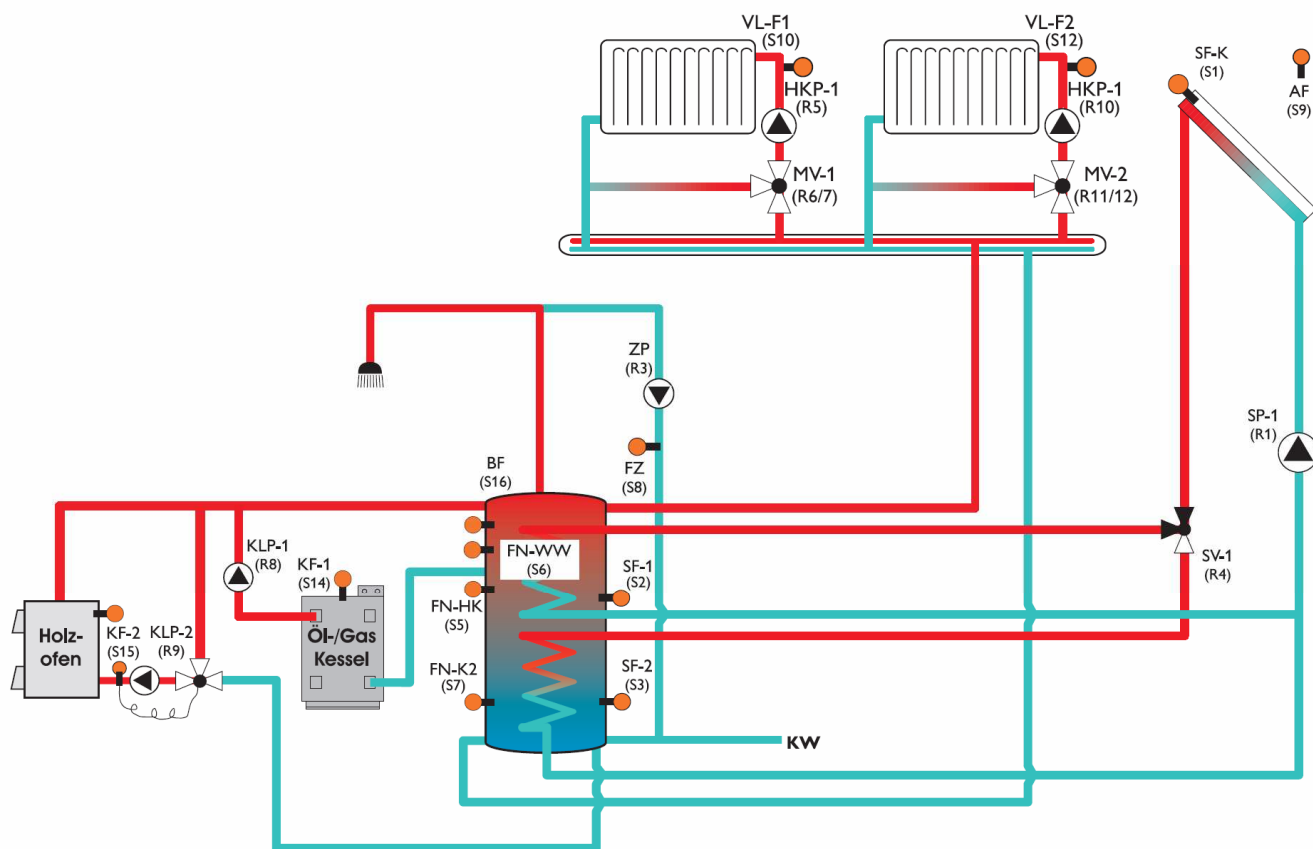 VL-F1
(S10)
VL-F2
(S12)
SF-K
(S1)
AF
(S9)
HKP-1
(R5)
HKP-1
(R10)
MV-1
(R6/7)
MV-2
(R11/12)
ZP
(R3)
SP-1
(R1)
BF
(S16)
FZ
(S8)
KLP-1
(R8)
KF-1
(S14)
FN-WW
(S6)
SF-1
(S2)
SV-1
(R4)
FN-HK
(S5)
Holz-
ofen
KF-2
(S15)
KLP-2
(R9)
Öl-/Gas
Kessel
FN-K2
(S7)
SF-2
(S3)
KW